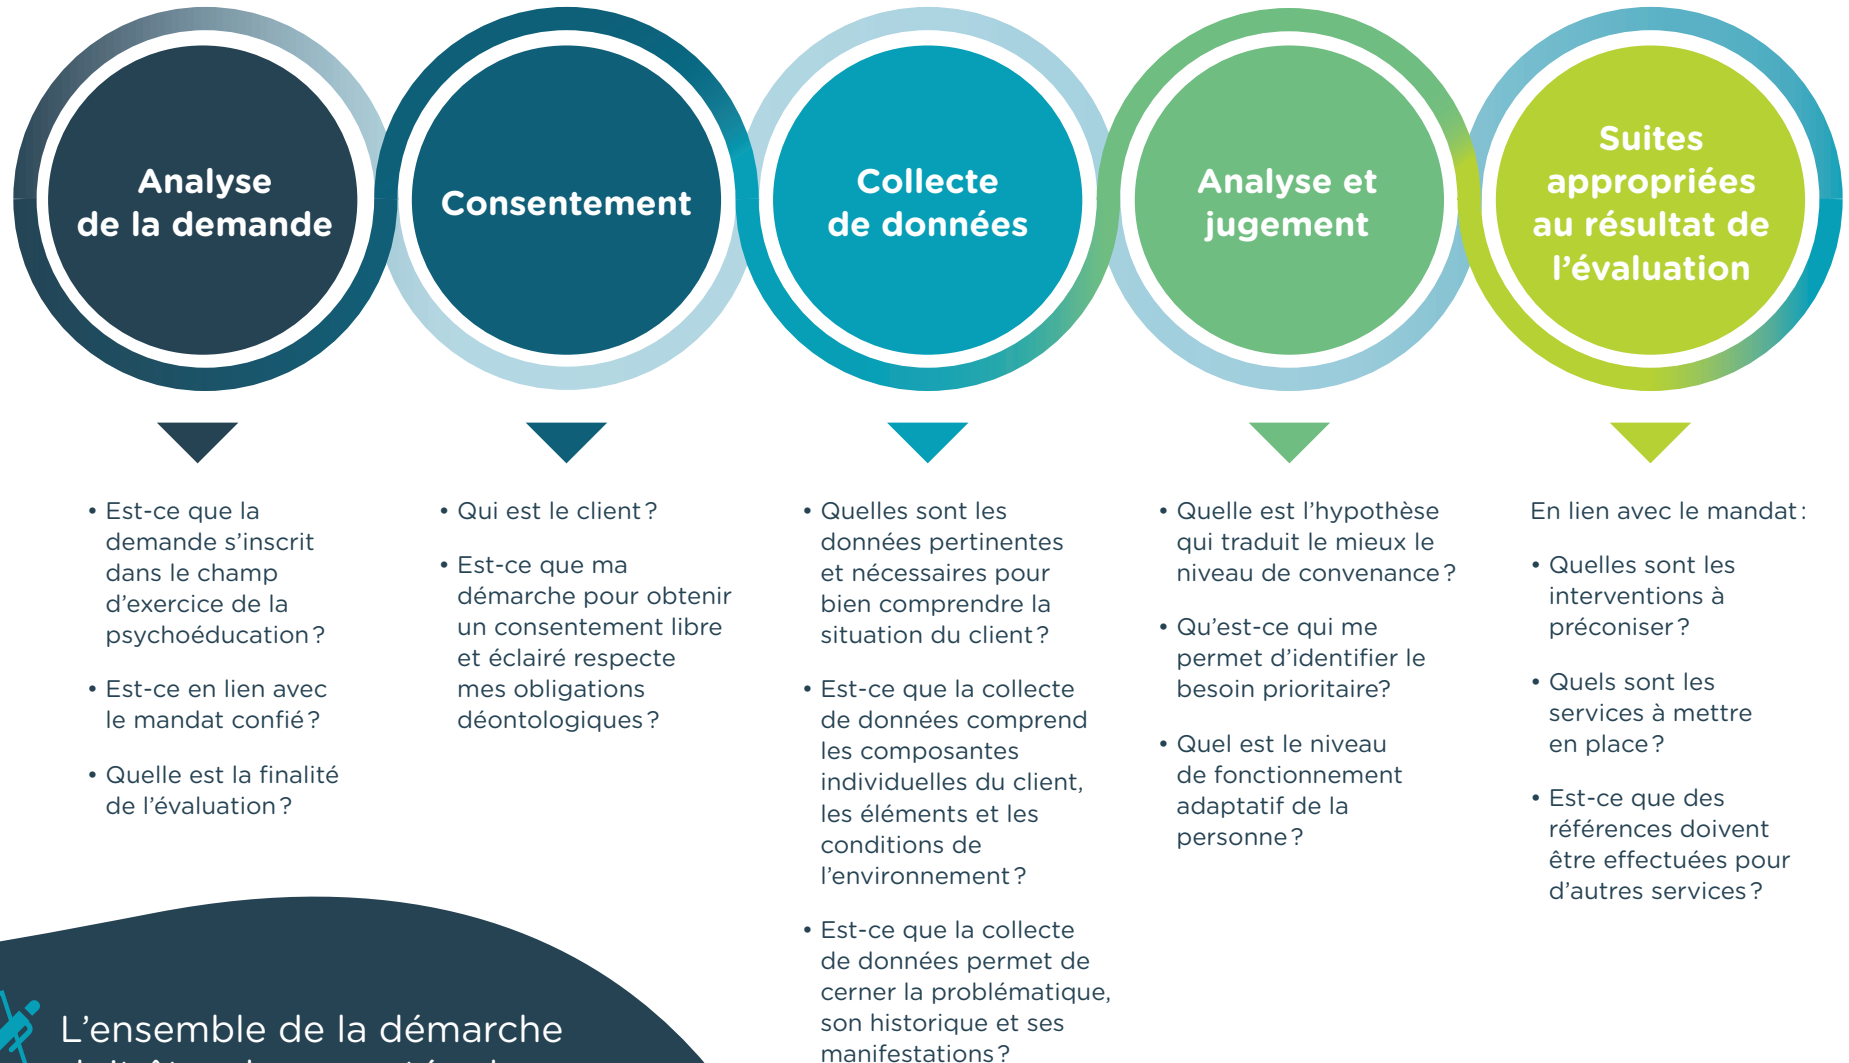 Analyse
de la demande
Consentement
Collecte
de données
Analyse et
jugement
Suites
appropriées
au résultat de
l’évaluation
• Est-ce que la
demande s’inscrit
dans le champ
d’exercice de la
psychoéducation ?
• Est-ce en lien avec
le mandat confié ?
• Quelle est la finalité
de l’évaluation ?
• Qui est le client ?
• Est-ce que ma
démarche pour obtenir
un consentement libre
et éclairé respecte
mes obligations
déontologiques ?
• Quelles sont les
données pertinentes
et nécessaires pour
bien comprendre la
situation du client ?
• Est-ce que la collecte
de données comprend
les composantes
individuelles du client,
les éléments et les
conditions de
l’environnement ?
• Est-ce que la collecte
de données permet de
cerner la problématique,
son historique et ses
manifestations ?
• Quelle est l’hypothèse
qui traduit le mieux le
niveau de convenance ?
• Qu’est-ce qui me
permet d’identifier le
besoin prioritaire?
• Quel est le niveau
de fonctionnement
adaptatif de la
personne ?
En lien avec le mandat :
• Quelles sont les
interventions à
préconiser ?
• Quels sont les
services à mettre
en place ?
• Est-ce que des
références doivent
être effectuées pour
d’autres services ?
L’ensemble de la démarche